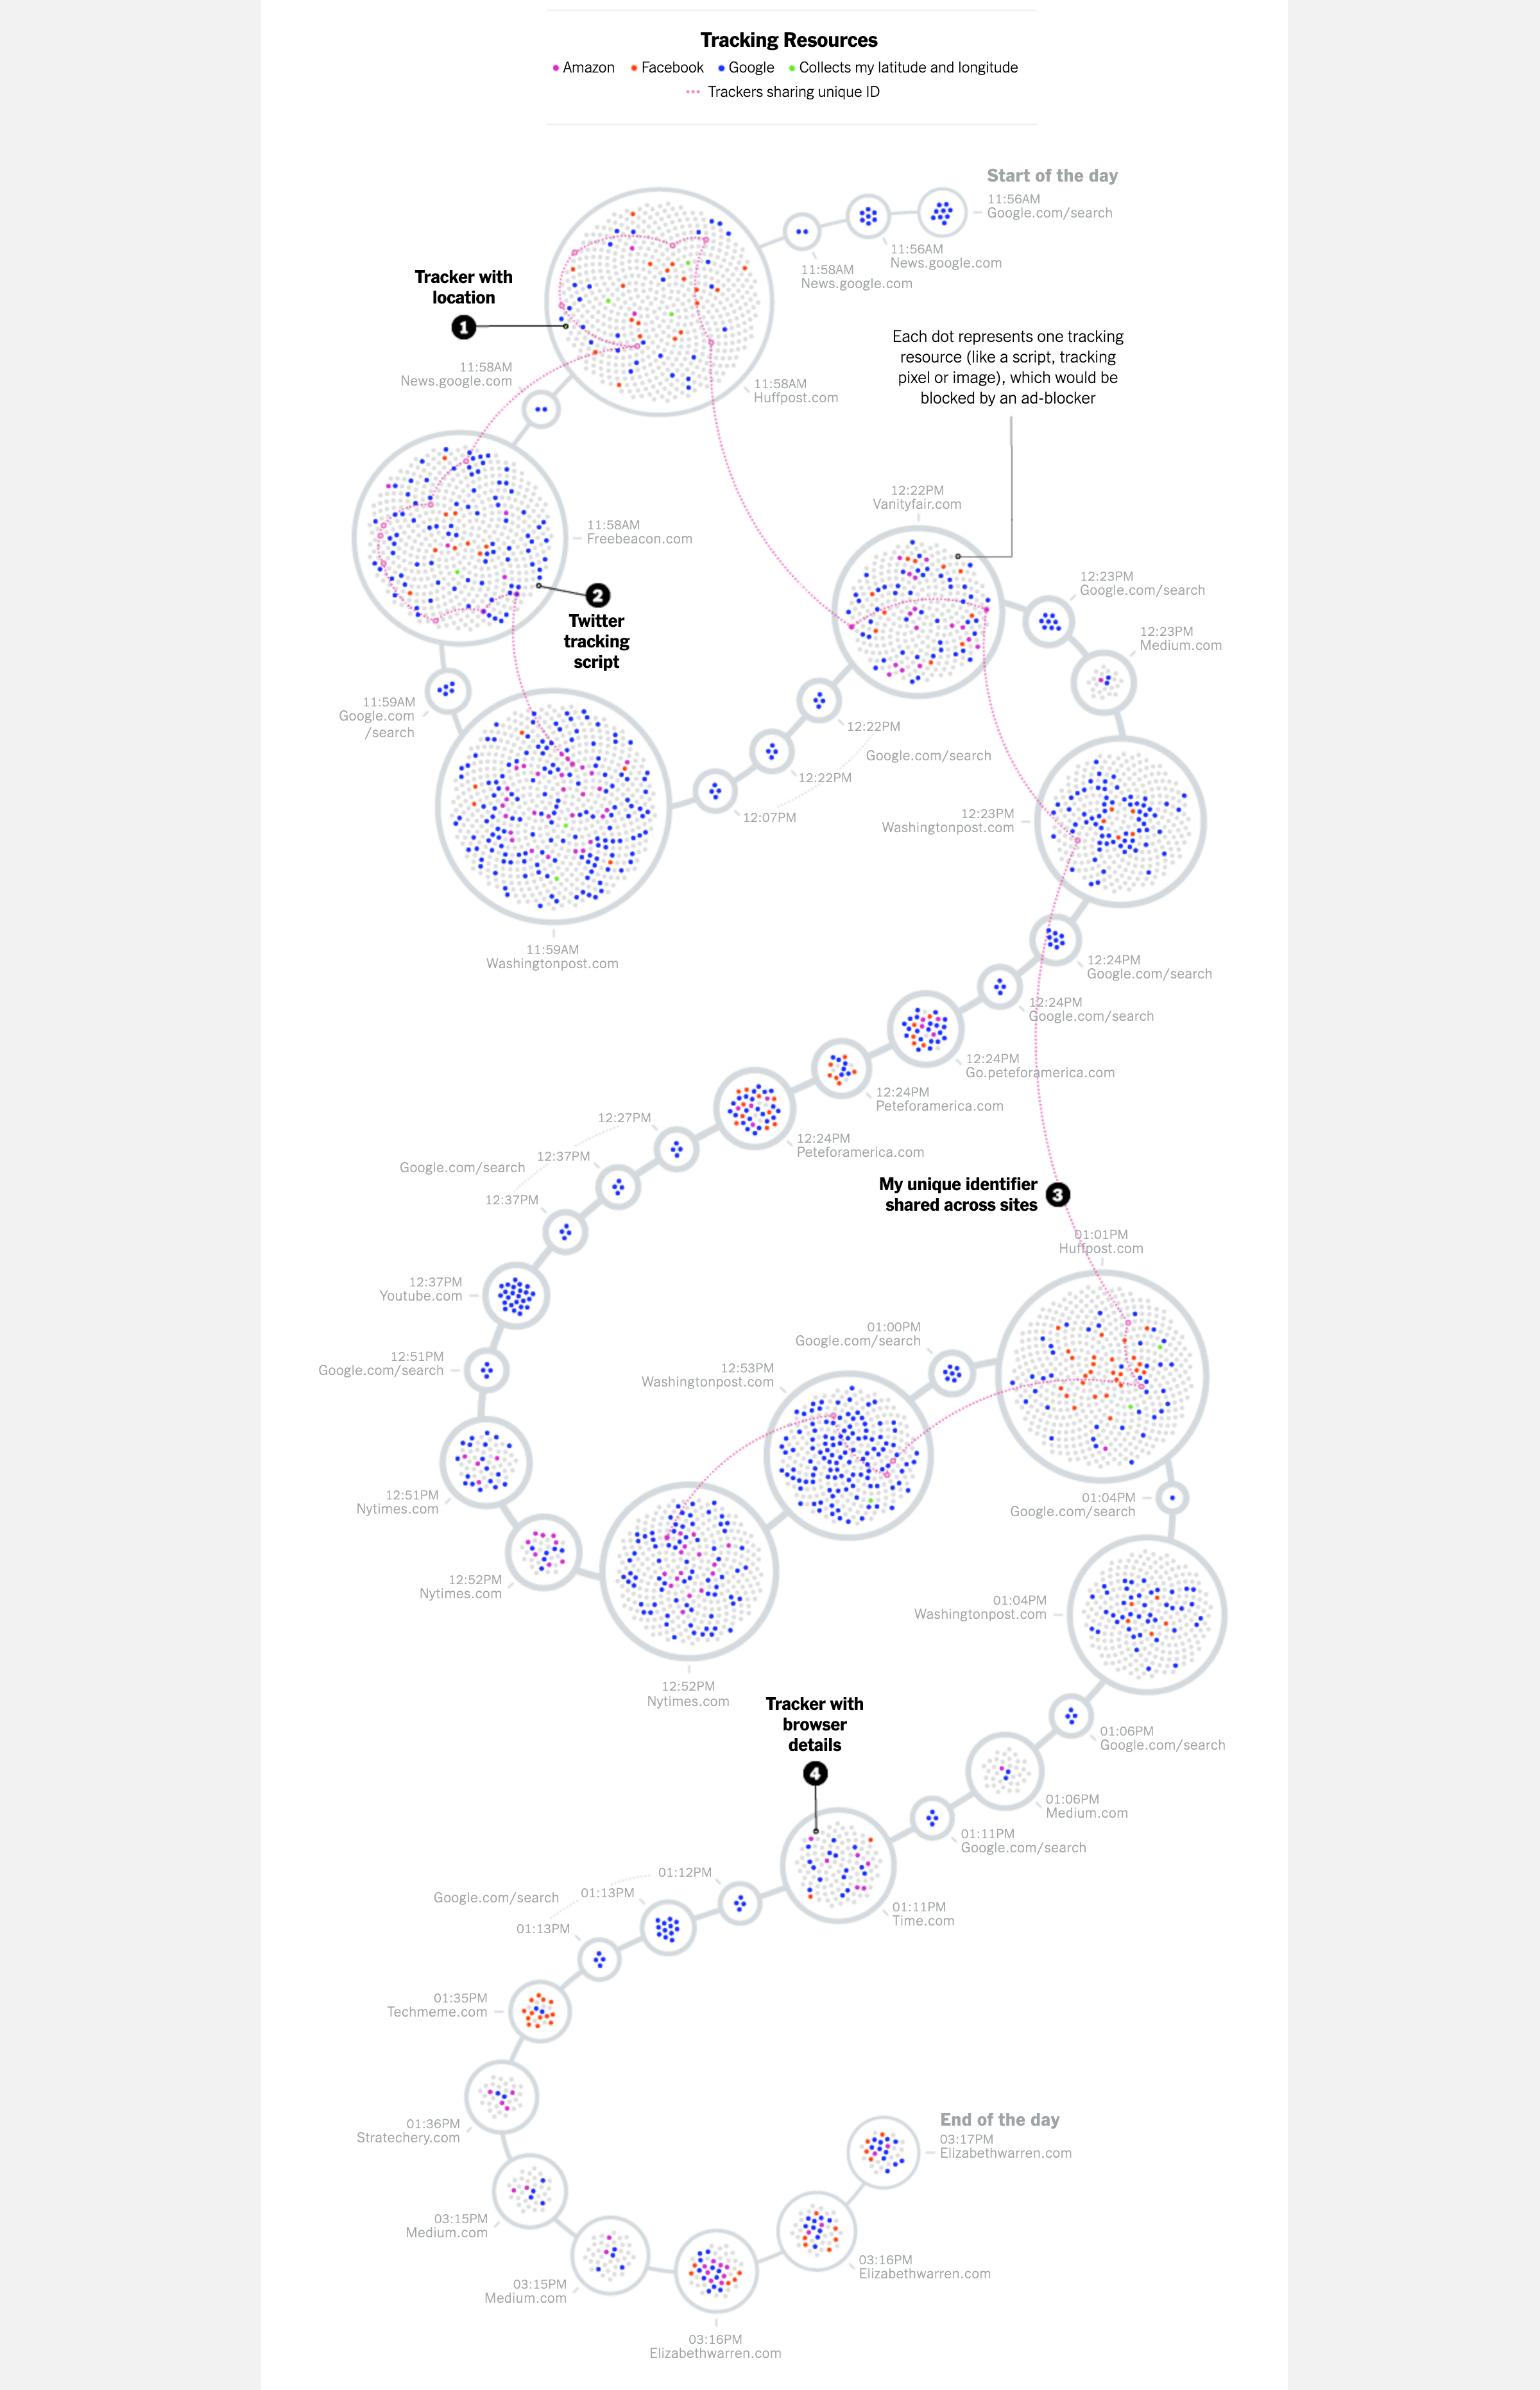 Tracking Resources
Amazon Facebook Google Collects my latitude and longitude
Trackers sharing unique ID
Start of the day
11:56AM
Google.com/search
11:56AM
News.google.com
11:58AM
News.google.com
Tracker with
location
1
11:58AM
News.google.com
11:58AM
Huffpost.com
Each dot represents one tracking
resource (like a script, tracking
pixel or image), which would be
blocked by an ad-blocker
12:22PM
Vanityfair.com
11:58AM
Freebeacon.com
2
Twitter
tracking
script
12:23PM
Google.com/search
12:23PM
Medium.com
11:59AM
Google.com
/search
12:22PM
Google.com/search
12:22PM
12:07PM
12:23PM
Washingtonpost.com
11:59AM
Washingtonpost.com
12:24PM
Google.com/search
12:24PM
Google.com/search
12:24PM
Go.peteforamerica.com
12:24PM
Peteforamerica.com
12:24PM
Peteforamerica.com
12:27PM
12:37PM
Google.com/search
12:37PM
My unique identifier
shared across sites
3
01:01PM
Huffpost.com
12:37PM
Youtube.com
01:00PM
Google.com/search
12:51PM
Google.com/search
12:53PM
Washingtonpost.com
12:51PM
Nytimes.com
01:04PM
Google.com/search
12:52PM
Nytimes.com
01:04PM
Washingtonpost.com
12:52PM
Nytimes.com
Tracker with
browser
details
4
01:06PM
Google.com/search
01:06PM
Medium.com
01:11PM
Google.com/search
01:12PM
01:13PM
Google.com/search
01:13PM
01:11PM
Time.com
01:35PM
Techmeme.com
01:36PM
Stratechery.com
End of the day
03:17PM
Elizabethwarren.com
03:15PM
Medium.com
03:16PM
Elizabethwarren.com
03:15PM
Medium.com
03:16PM
Elizabethwarren.com